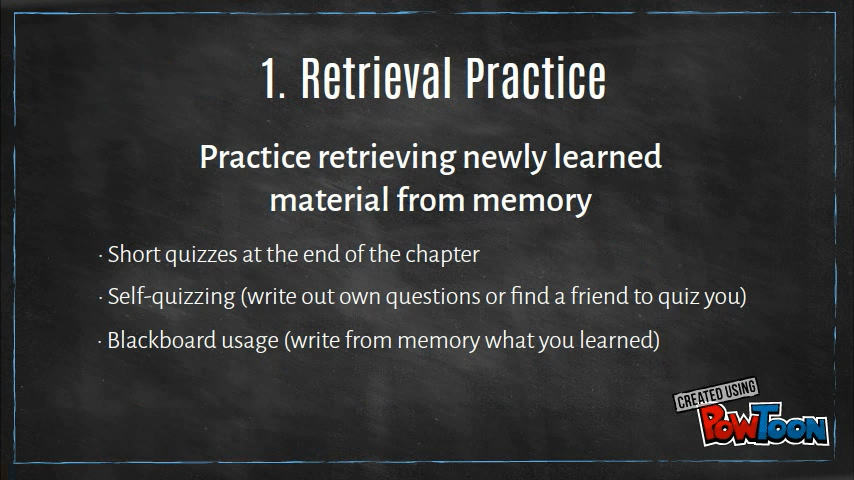 1. Retrieval Practice
Practice retrieving newly learned
material from memory
· Short quizzes at the end of the chapter
· Self-quizzing (write out own questions or find a friend to quiz you)
· Blackboard usage (write from memory what you learned)
CREATED USING
POWTOON